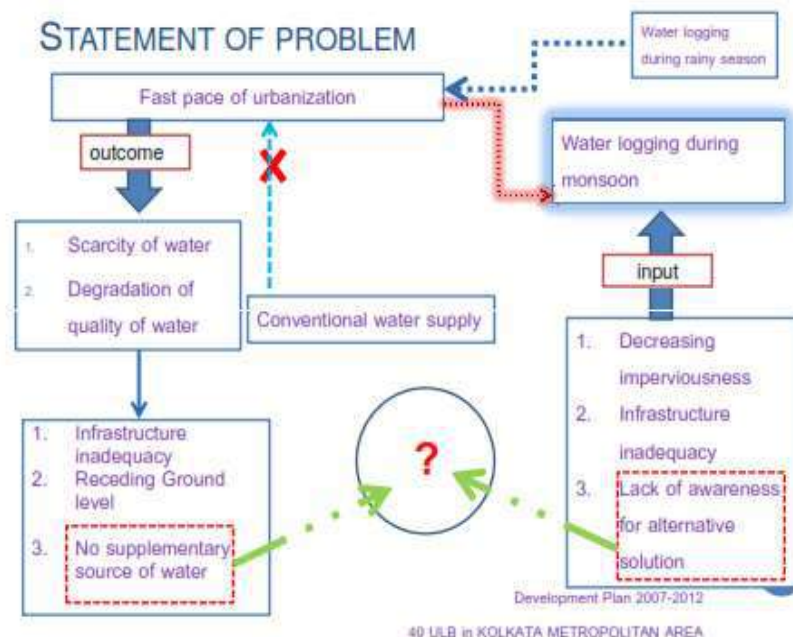 STATEMENT OF PROBLEM
Water logging
during rainy season
Fast pace of urbanization
outcome
X
Water logging during
monsoon
1. Scarcity of water
2. Degradation of
quality of water
Conventional water supply
input
1. Decreasing
imperviousness
2. Infrastructure
inadequacy
3. Lack of awareness
for alternative
solution
1. Infrastructure
inadequacy
2. Receding Ground
level
3. No supplementary
source of water
?
Development Plan 2007-2012
40 ULB in KOLKATA METROPOLITAN AREA